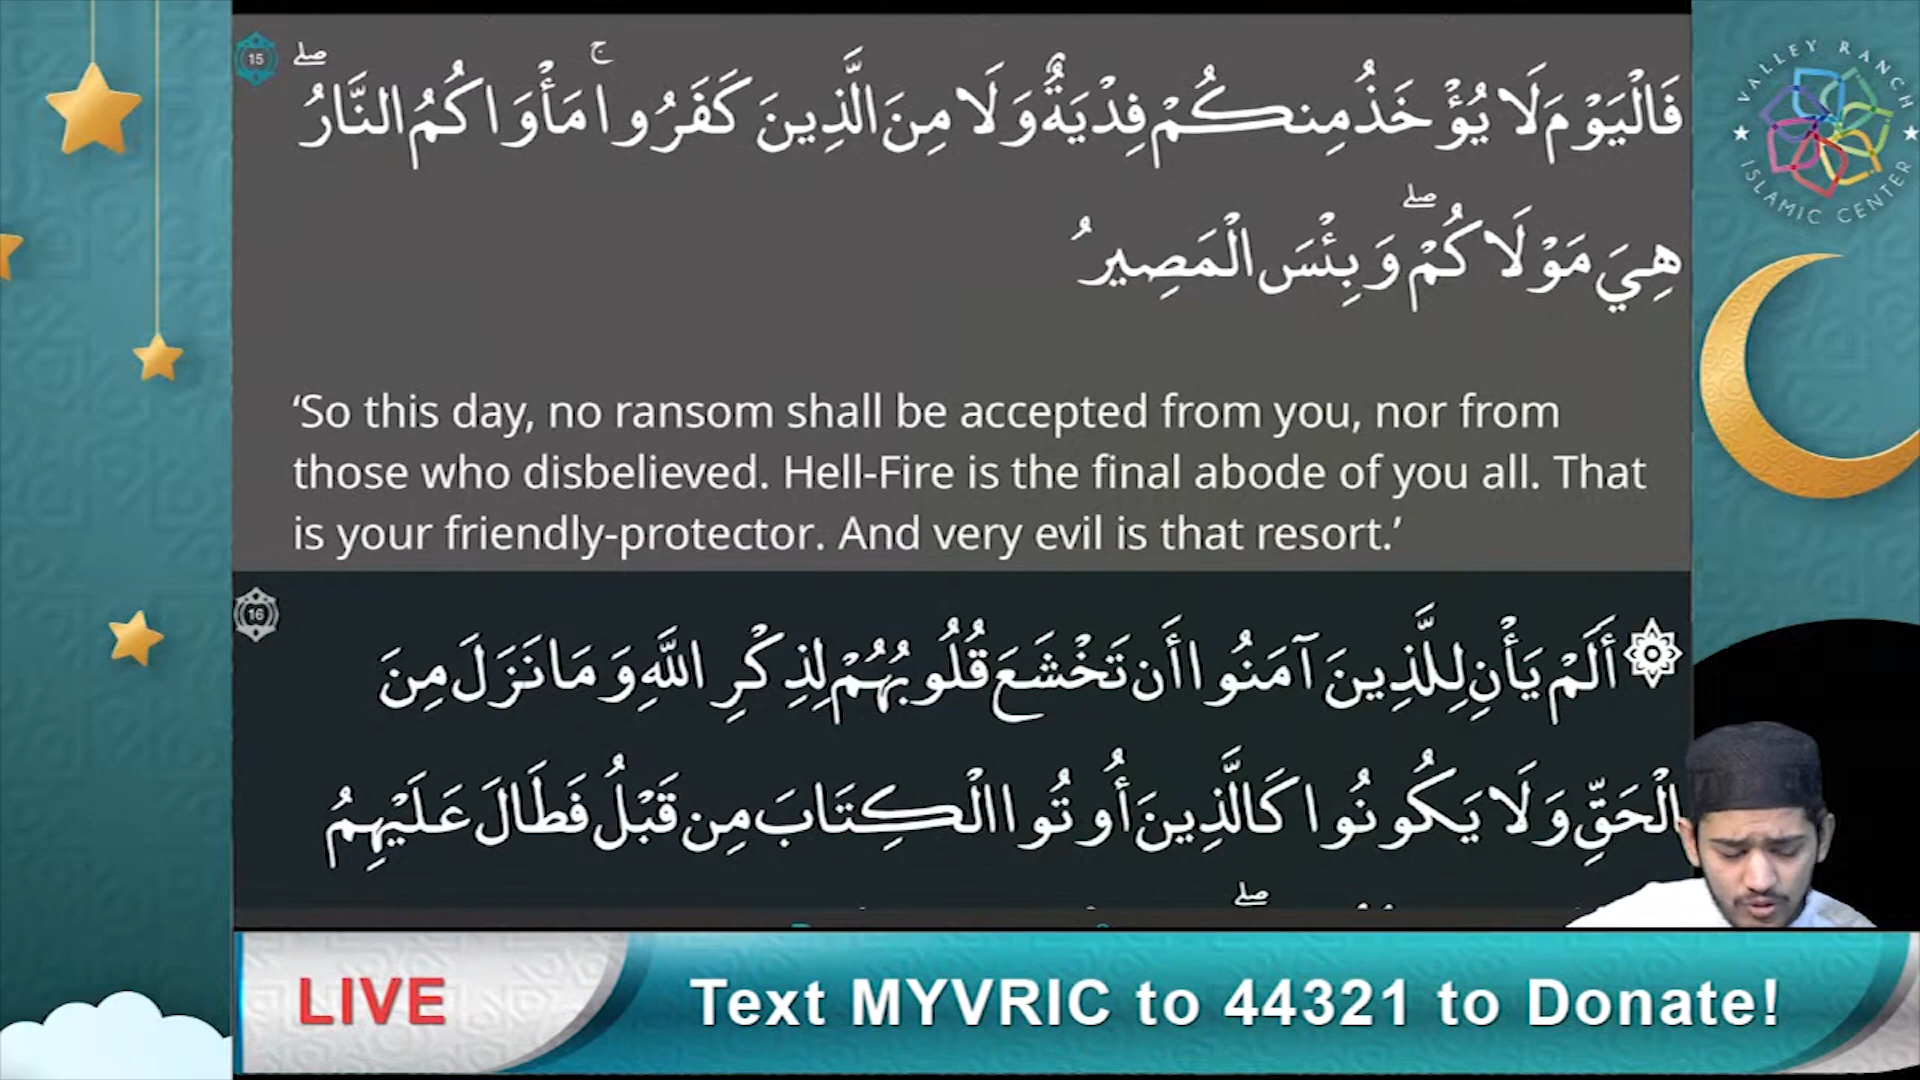 15
فَالْيَوْمَ لَا يُؤْخَذُ مِنكُمْ فِدْيَةٌ وَلَا مِنَ الَّذِينَ كَفَرُوا ۚ مَأْوَاكُمُ النَّارُ ۖ
هِيَ مَوْلَاكُمْ ۖ وَبِئْسَ الْمَصِيرُ
‘So this day, no ransom shall be accepted from you, nor from
those who disbelieved. Hell-Fire is the final abode of you all. That
is your friendly-protector. And very evil is that resort.’
16
۞ أَلَمْ يَأْنِ لِلَّذِينَ آمَنُوا أَن تَخْشَعَ قُلُوبُهُمْ لِذِكْرِ اللَّهِ وَمَا نَزَلَ مِنَ
الْحَقِّ وَلَا يَكُونُوا كَالَّذِينَ أُوتُوا الْكِتَابَ مِن قَبْلُ فَطَالَ عَلَيْهِمُ
VALLEY RANCH
ISLAMIC CENTER
LIVE
Text MYVRIC to 44321 to Donate!